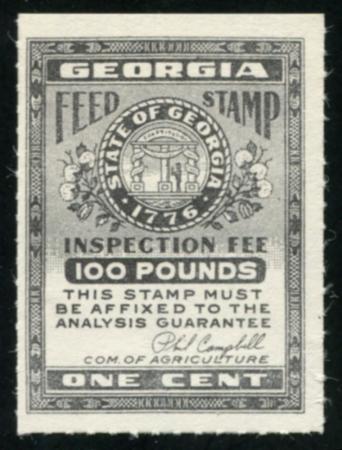 GEORGIA
FEED STAMP
STATE OF GEORGIA
1776
INSPECTION FEE
100 POUNDS
THIS STAMP MUST
BE AFFIXED TO THE
ANALYSIS GUARANTEE
Phil Campbell
COM. OF AGRICULTURE
ONE CENT